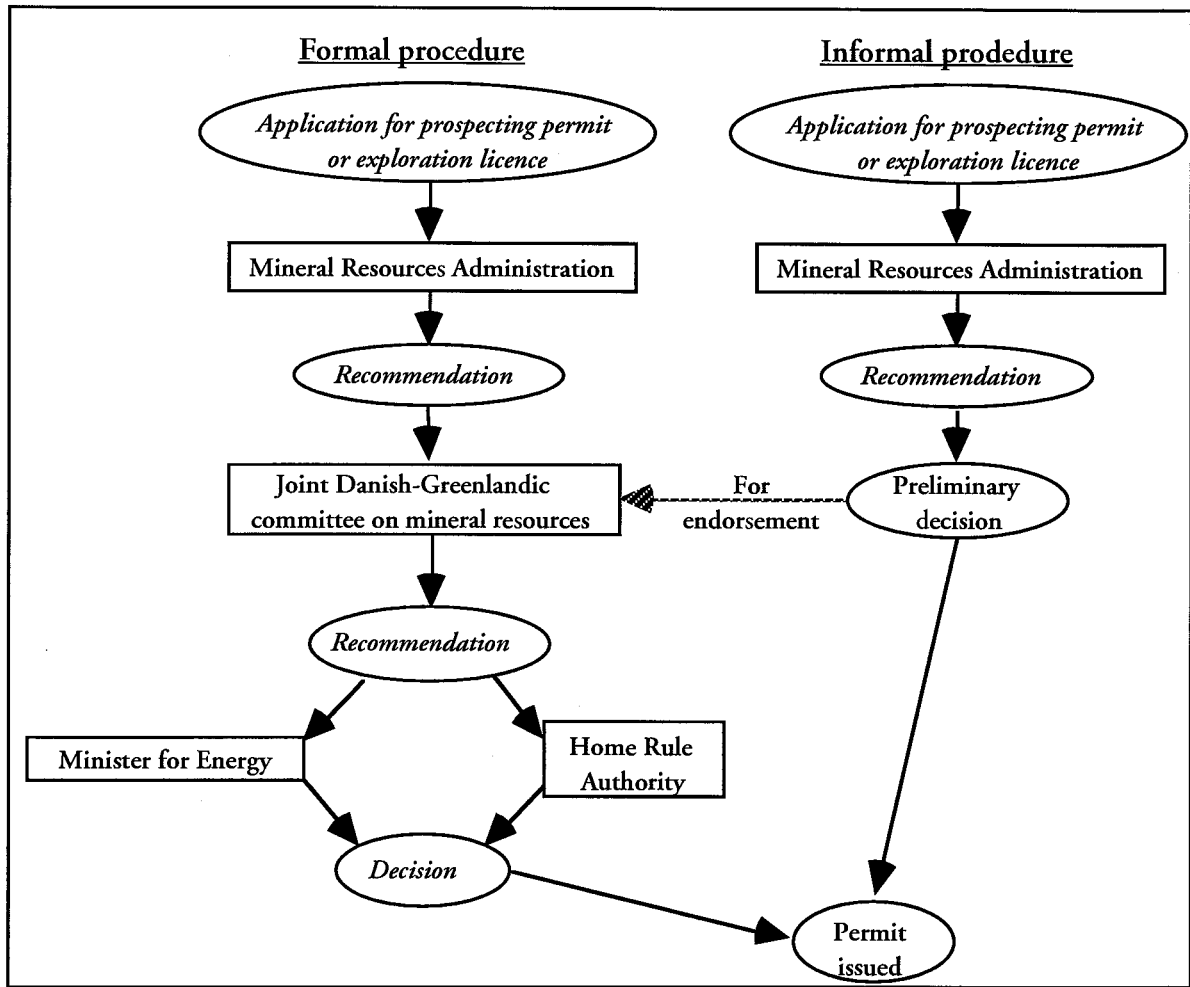 Formal procedure
Application for prospecting permit
or exploration licence
Mineral Resources Administration
Recommendation
Joint Danish-Greenlandic
committee on mineral resources
Recommendation
Minister for Energy
Home Rule
Authority
Decision
Informal prodedure
Application for prospecting permit
or exploration licence
Mineral Resources Administration
Recommendation
Preliminary
decision
For
endorsement
Permit
issued